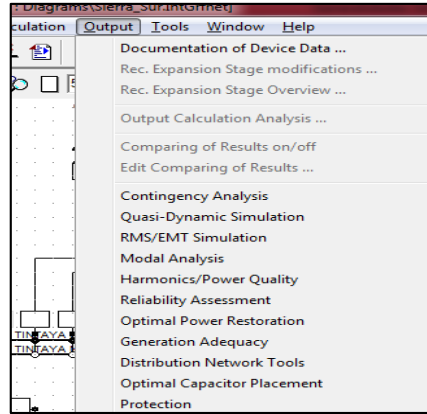 : Diagrams\Sierra_Sur.IntGrfnet]
culation Output Tools Window Help
Documentation of Device Data ...
Rec. Expansion Stage modifications ...
Rec. Expansion Stage Overview ...
Output Calculation Analysis ...
Comparing of Results on/off
Edit Comparing of Results ...
Contingency Analysis
Quasi-Dynamic Simulation
RMS/EMT Simulation
Modal Analysis
Harmonics/Power Quality
Reliability Assessment
Optimal Power Restoration
Generation Adequacy
TINTAYA
Distribution Network Tools
TINTAYA
Optimal Capacitor Placement
Protection